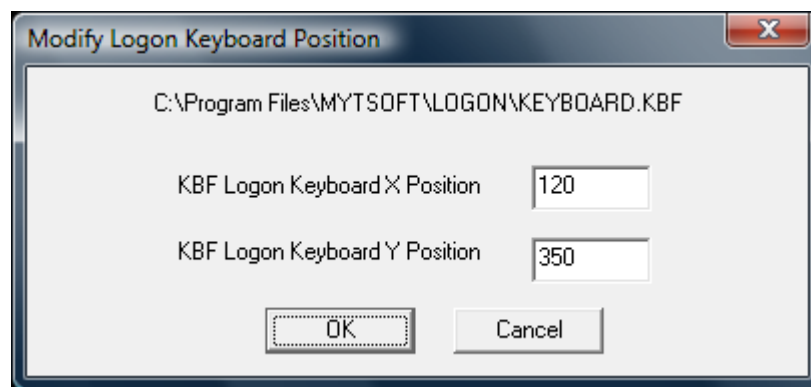 Modify Logon Keyboard Position
C:\Program Files\MYTSOFT\LOGON\KEYBOARD.KBF
KBF Logon Keyboard X Position 120
KBF Logon Keyboard Y Position 350
OK Cancel